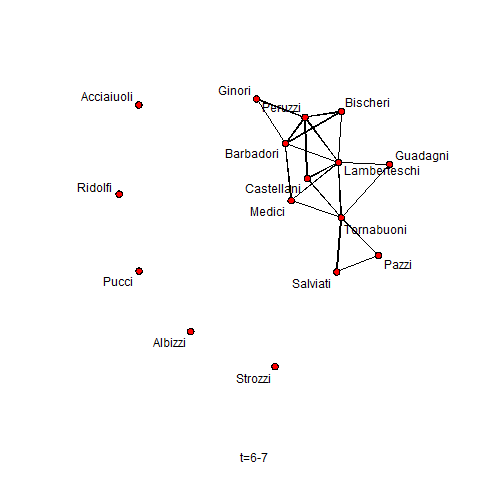 Ginori
Acciaiuoli
Peruzzi
Bischeri
Barbadori
Guadagni
Lamberteschi
Ridolfi
Castellani
Medici
Tornabuoni
Pazzi
Pucci
Salviati
Albizzi
Strozzi
t=6-7